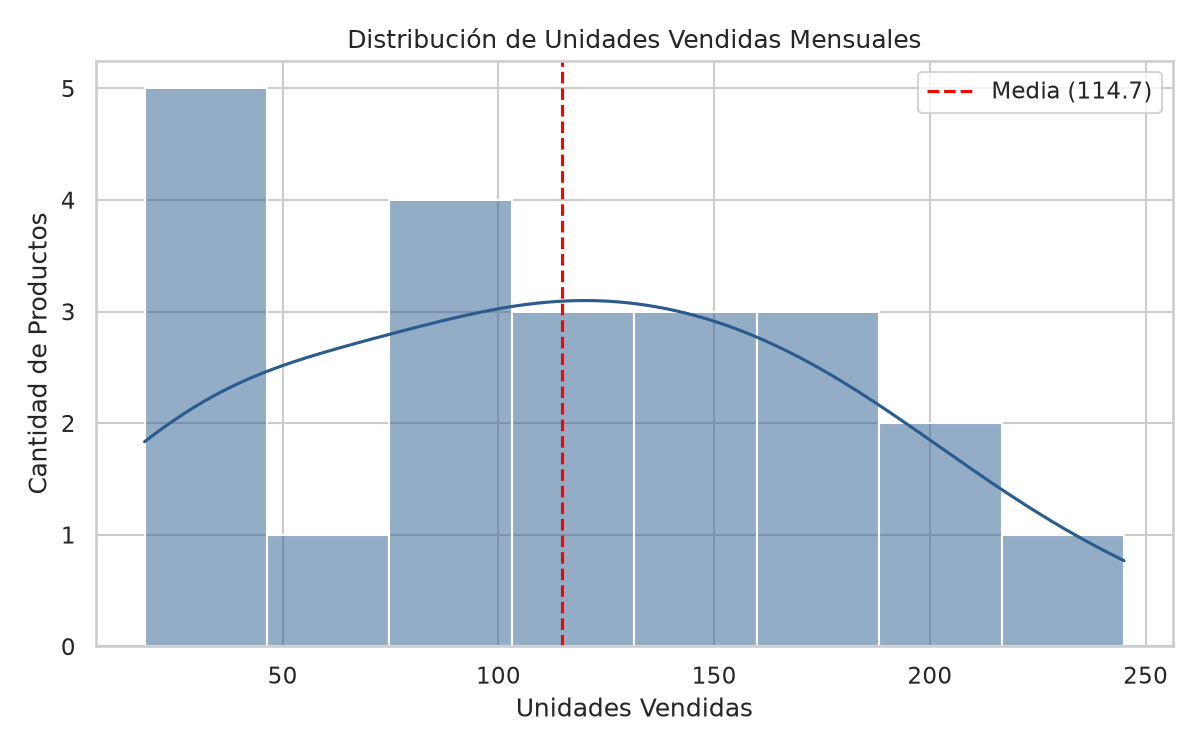 Distribución de Unidades Vendidas Mensuales
Media (114.7)
Cantidad de Productos
5
4
3
2
1
0
50
100
150
200
250
Unidades Vendidas